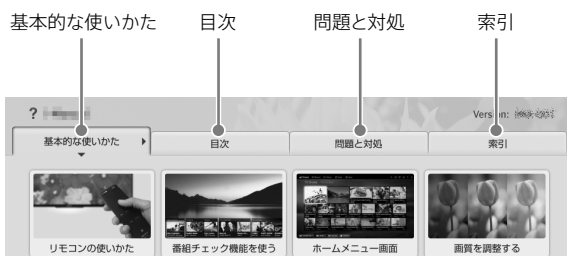 基本的な使いかた 目次 問題と対処 索引
?
Version:
基本的な使いかた 目次 問題と対処 索引
リモコンの使いかた 番組チェック機能を使う ホームメニュー画面 画質を調整する